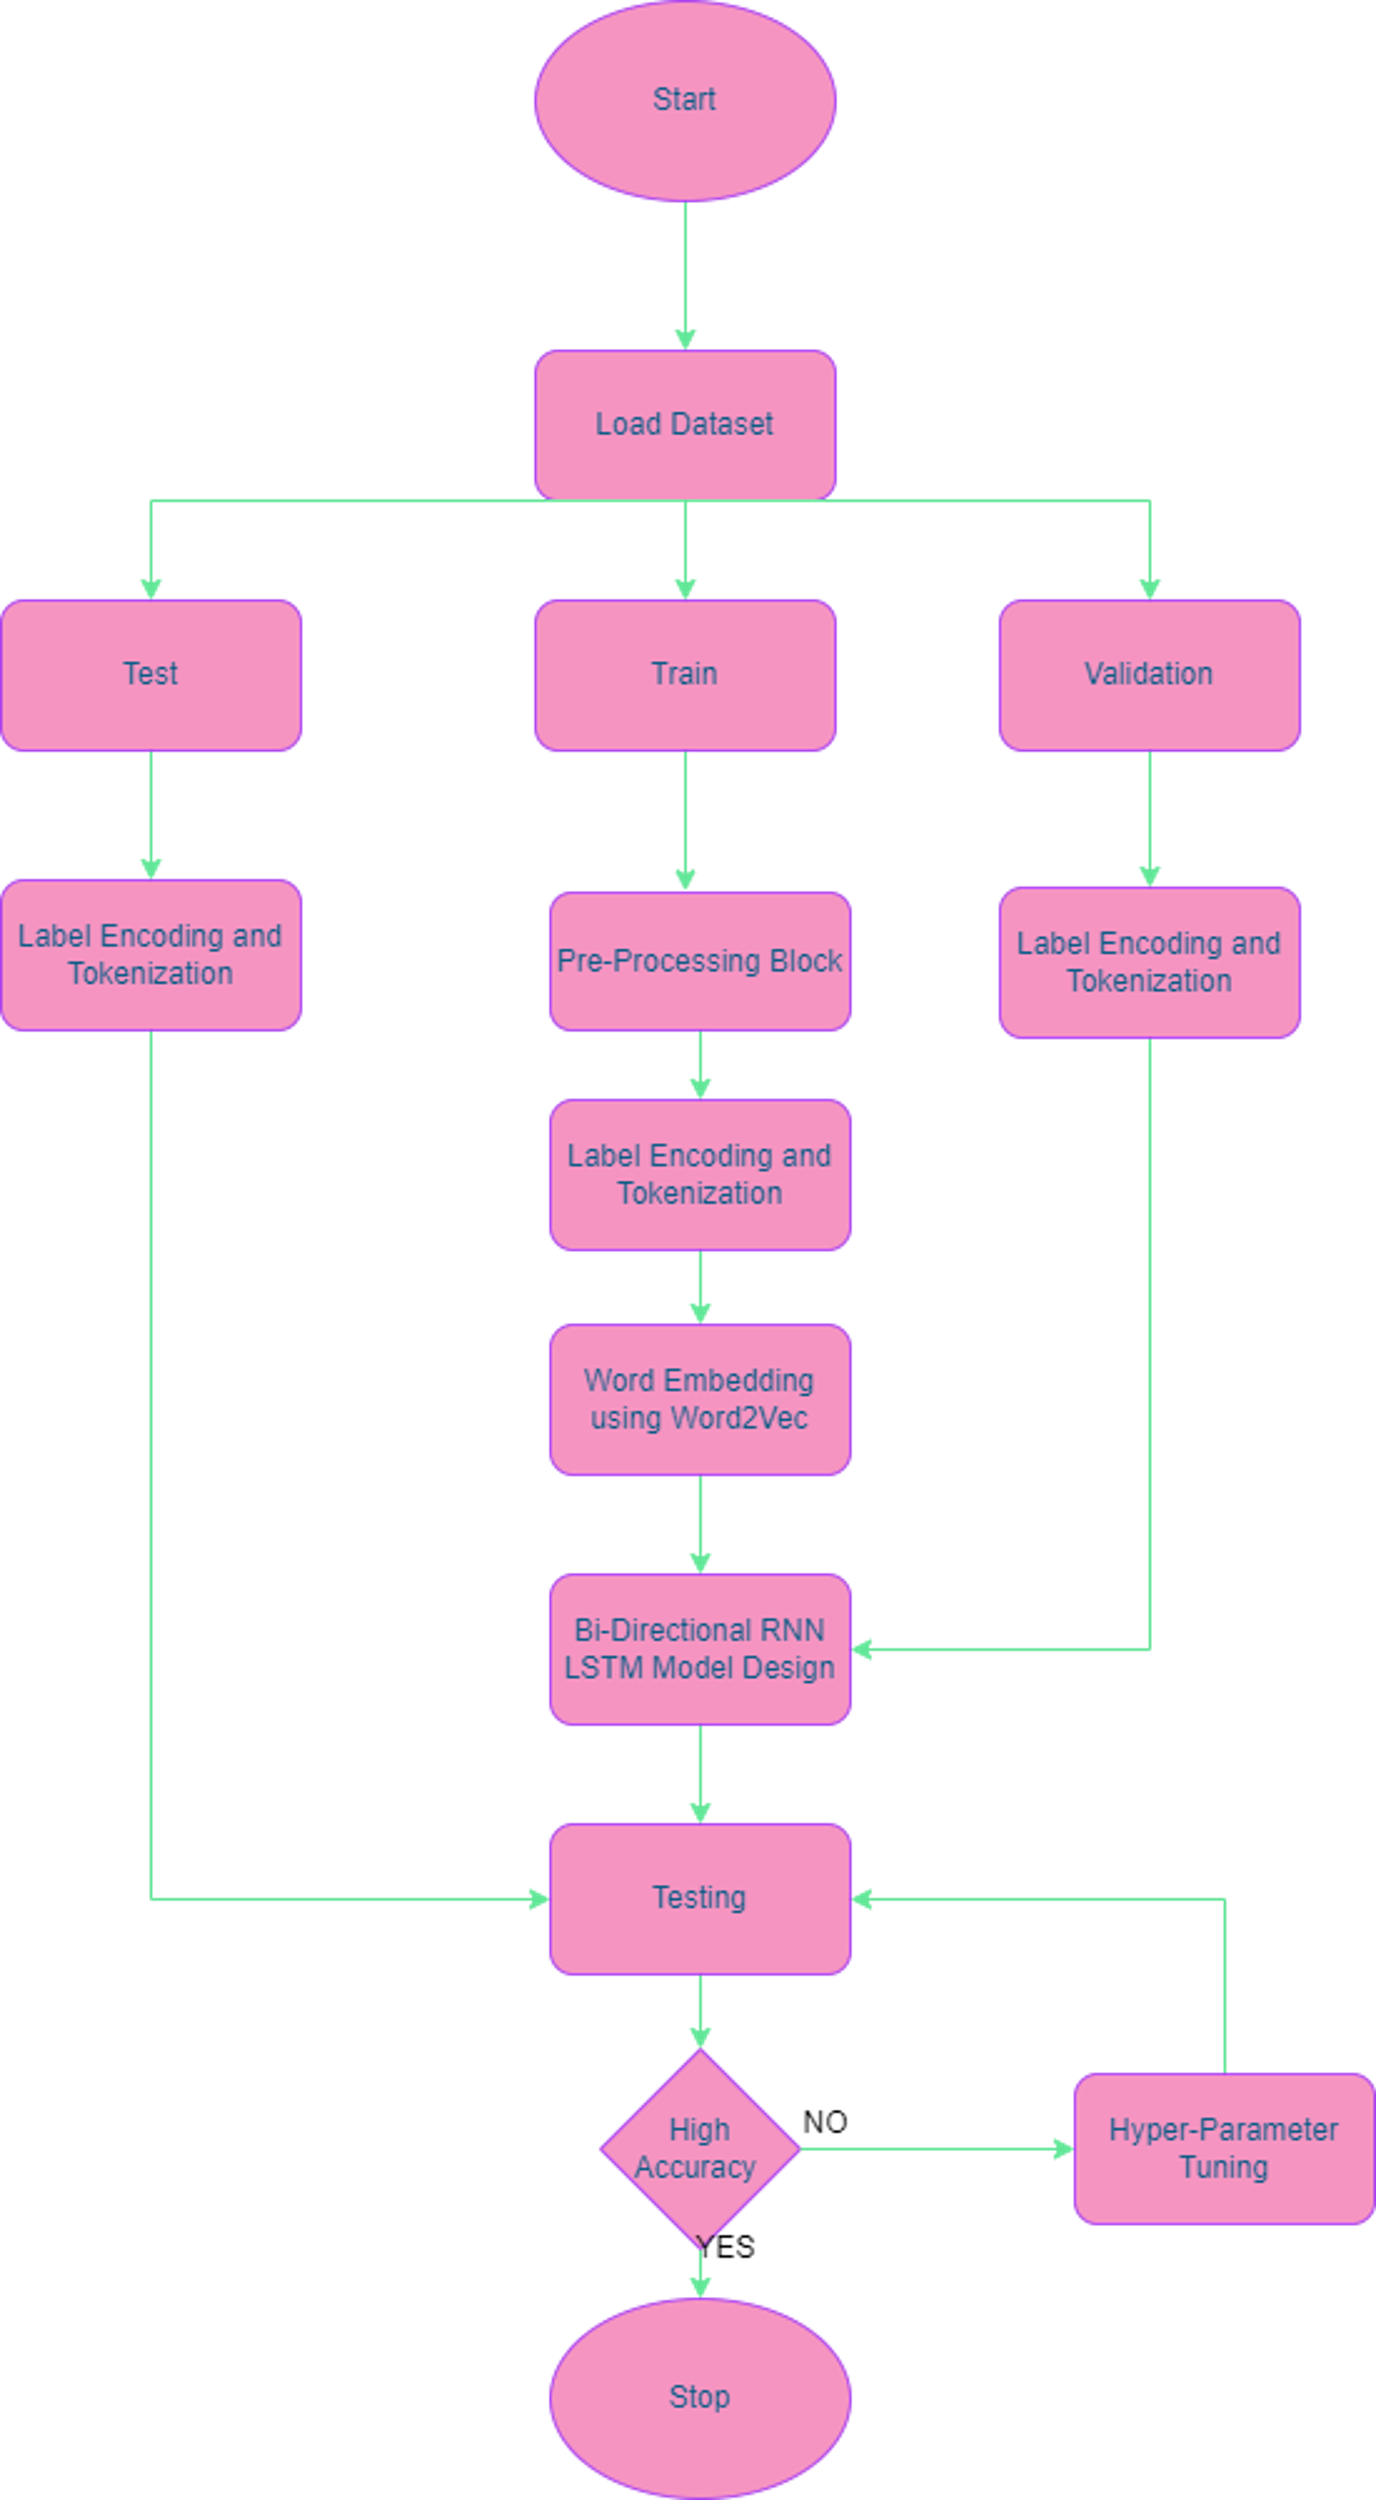 Start
Load Dataset
Test
Train
Validation
Label Encoding and
Tokenization
Pre-Processing Block
Label Encoding and
Tokenization
Label Encoding and
Tokenization
Word Embedding
using Word2Vec
Bi-Directional RNN
LSTM Model Design
Testing
High
Accuracy
NO
Hyper-Parameter
Tuning
YES
Stop